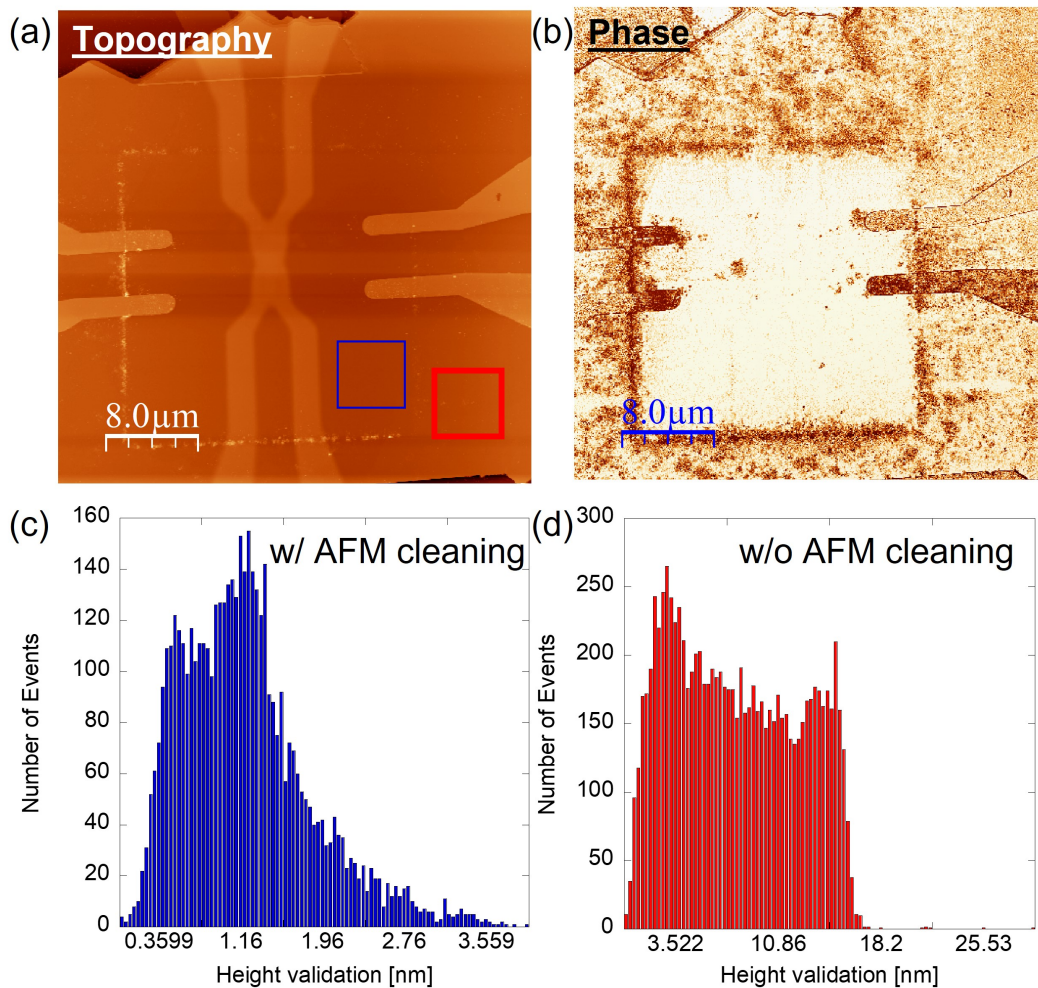 (a)
Topography
8.0μm
(b)
Phase
8.0μm
(c)
w/ AFM cleaning
160
140
120
100
80
60
40
20
0
Number of Events
0.3599 1.16 1.96 2.76 3.559
Height validation [nm]
(d)
w/o AFM cleaning
300
250
200
150
100
50
0
Number of Events
3.522 10.86 18.2 25.53
Height validation [nm]